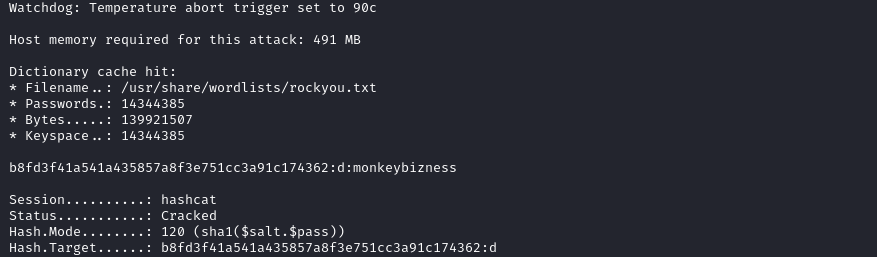 Watchdog: Temperature abort trigger set to 90c
Host memory required for this attack: 491 MB
Dictionary cache hit:
* Filename..: /usr/share/wordlists/rockyou.txt
* Passwords.: 14344385
* Bytes.....: 139921507
* Keyspace..: 14344385
b8fd3f41a541a435857a8f3e751cc3a91c174362:d:monkeybizness
Session..........: hashcat
Status...........: Cracked
Hash.Mode........: 120 (sha1($salt.$pass))
Hash.Target......: b8fd3f41a541a435857a8f3e751cc3a91c174362:d